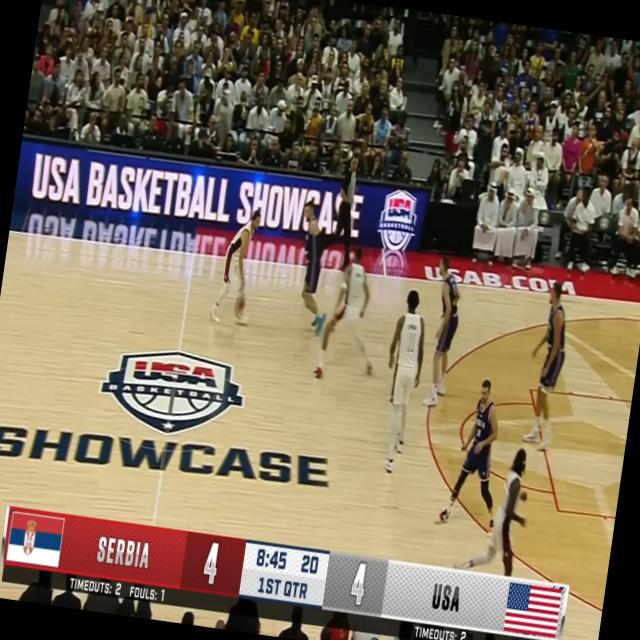 USA BASKETBALL SHOWCASE
USA
BASKETBALL
USAB.COM
USA
BASKETBALL
SHOWCASE
SERBIA 4 8:45 20 4 USA
1ST QTR
TIMEOUTS: 2 FOULS: 1
TIMEOUTS: 2